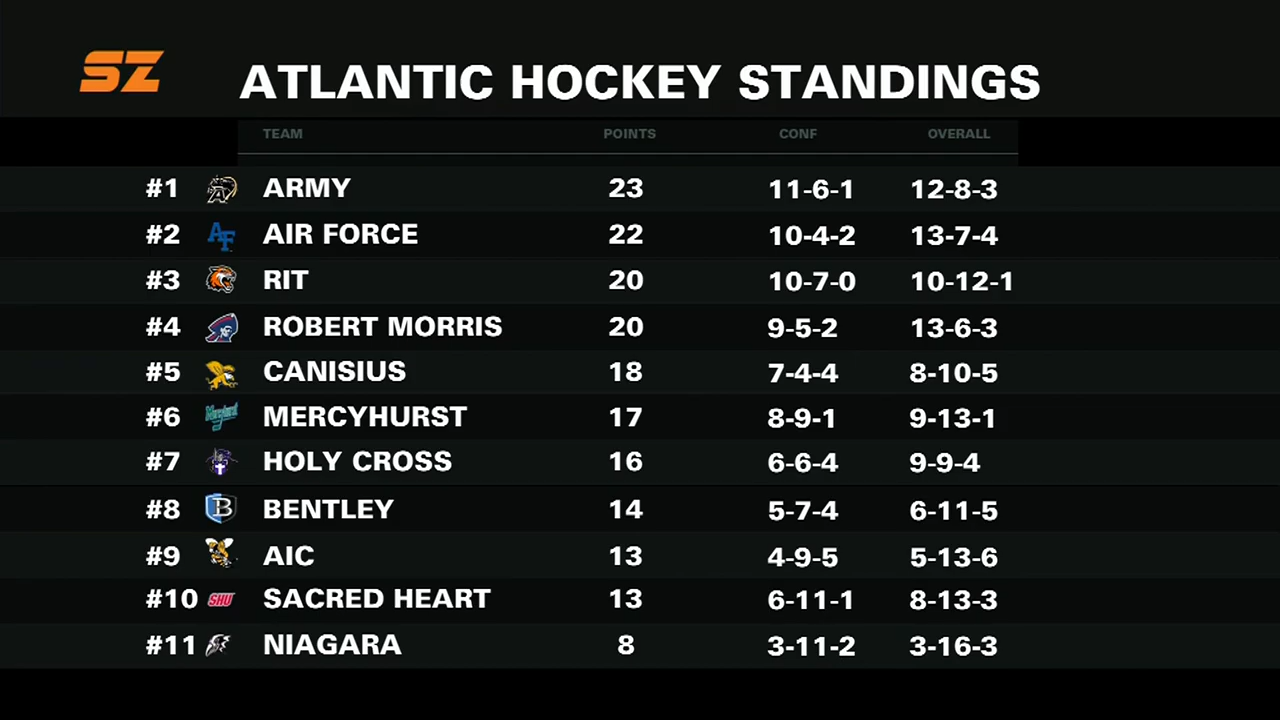 SZ ATLANTIC HOCKEY STANDINGS
TEAM POINTS CONF OVERALL
#1 ARMY 23 11-6-1 12-8-3
#2 AF AIR FORCE 22 10-4-2 13-7-4
#3 RIT 20 10-7-0 10-12-1
#4 ROBERT MORRIS 20 9-5-2 13-6-3
#5 CANISIUS 18 7-4-4 8-10-5
#6 MERCYHURST 17 8-9-1 9-13-1
#7 HOLY CROSS 16 6-6-4 9-9-4
#8 B BENTLEY 14 5-7-4 6-11-5
#9 AIC 13 4-9-5 5-13-6
#10 SHU SACRED HEART 13 6-11-1 8-13-3
#11 NIAGARA 8 3-11-2 3-16-3